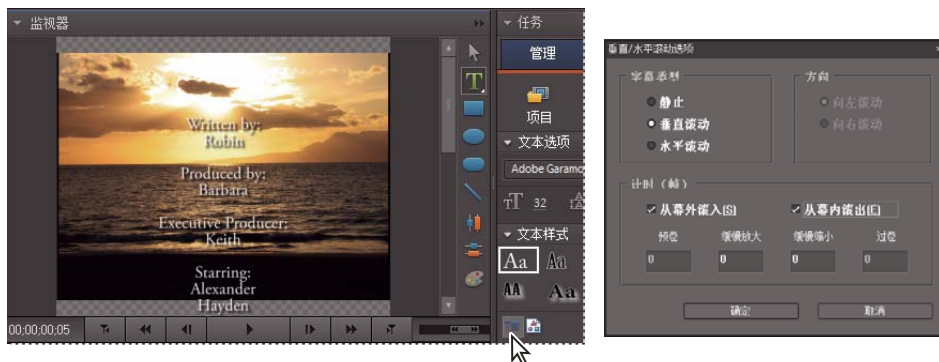 监视器
Written by:
Robin
Produced by:
Barbara
Executive Producer:
Keith
Starring:
Alexander
Hayden
00;00;00;05
任务
管理
T
项目
文本选项
Adobe Garamo
TT 32
文本样式
Aa Aa
AA Aa
垂直/水平滚动选项
字幕类型
静止
垂直滚动
水平滚动
方向
向左滚动
向右滚动
计时（帧）
从幕外滚入(S)
从幕内滚出(E)
预卷 缓慢放大 缓慢缩小 过卷
0 0 0 0
确定 取消